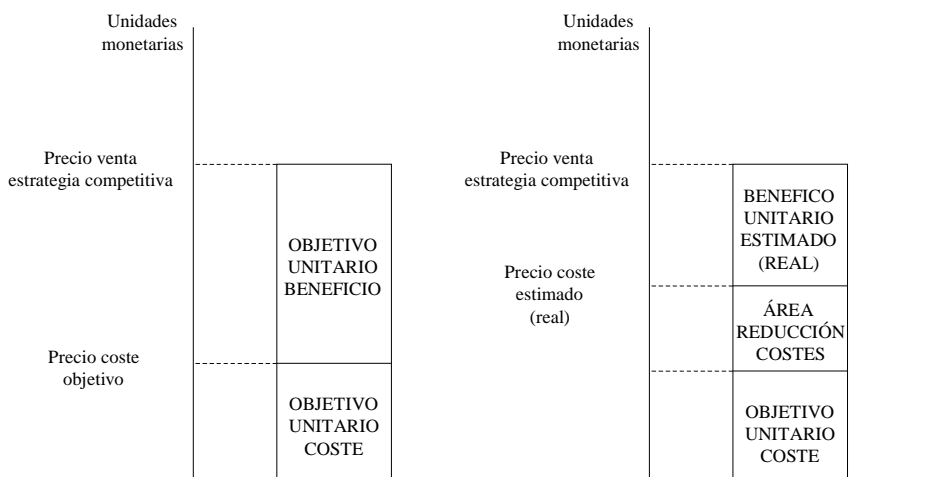 Unidades
monetarias
Precio venta
estrategia competitiva
OBJETIVO
UNITARIO
BENEFICIO
Precio coste
objetivo
OBJETIVO
UNITARIO
COSTE
Unidades
monetarias
Precio venta
estrategia competitiva
BENEFICO
UNITARIO
ESTIMADO
(REAL)
Precio coste
estimado
(real)
ÁREA
REDUCCIÓN
COSTES
OBJETIVO
UNITARIO
COSTE